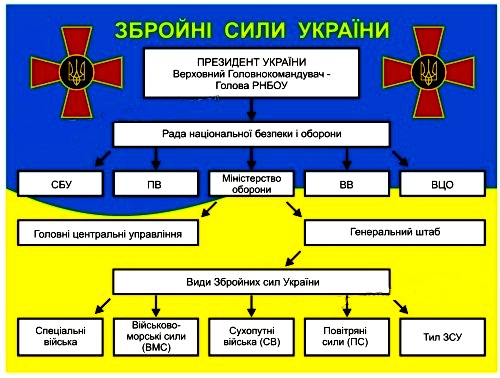 ЗБРОЙНІ СИЛИ УКРАЇНИ
ПРЕЗИДЕНТ УКРАЇНИ
Верховний Головнокомандувач -
Голова РНБОУ
Рада національної безпеки і оборони
СБУ
ПВ
Міністерство
оборони
ВВ
ВЦО
Головні центральні управління
Генеральний штаб
Види Збройних сил України
Спеціальні
війська
Військово-
морські сили
(ВМС)
Сухопутні
війська (СВ)
Повітряні
сили (ПС)
Тил ЗСУ